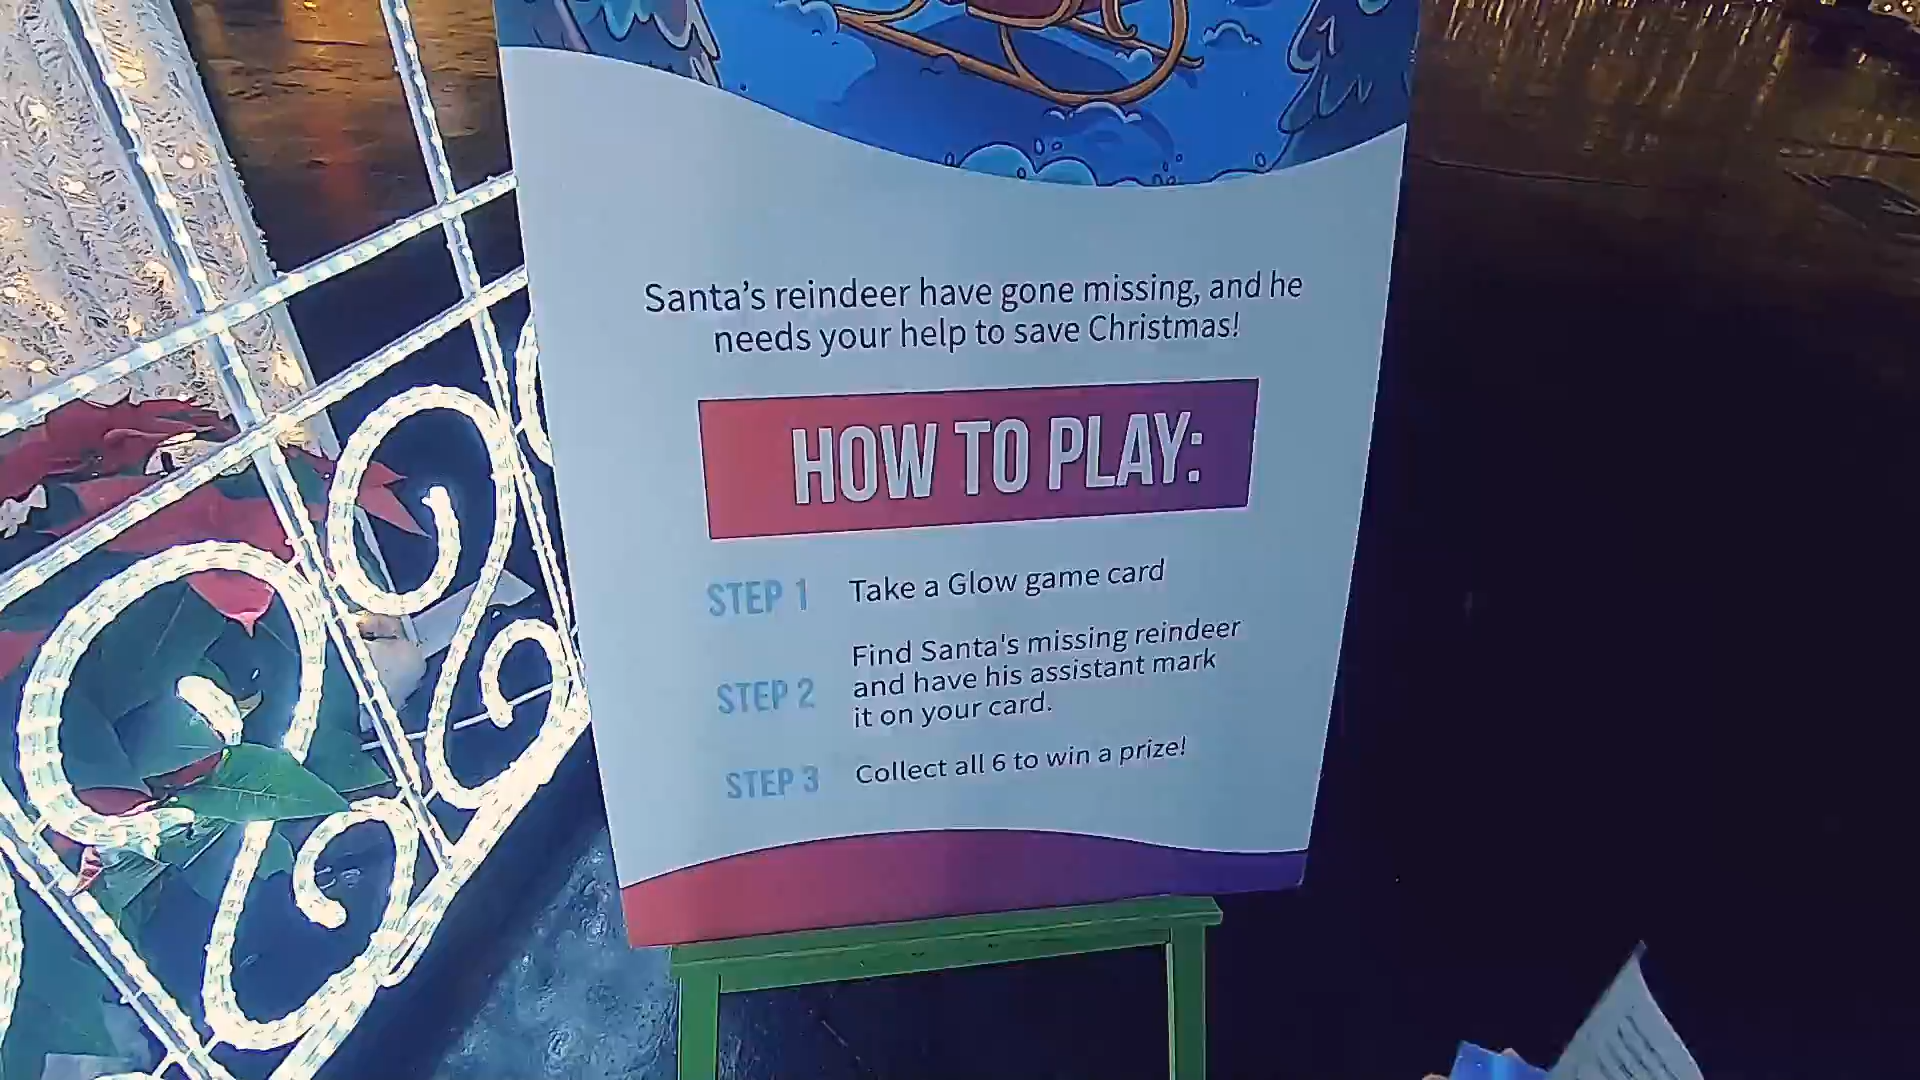 Santa's reindeer have gone missing, and he
needs your help to save Christmas!
HOW TO PLAY:
STEP 1 Take a Glow game card
STEP 2 Find Santa's missing reindeer
and have his assistant mark
it on your card.
STEP 3 Collect all 6 to win a prize!